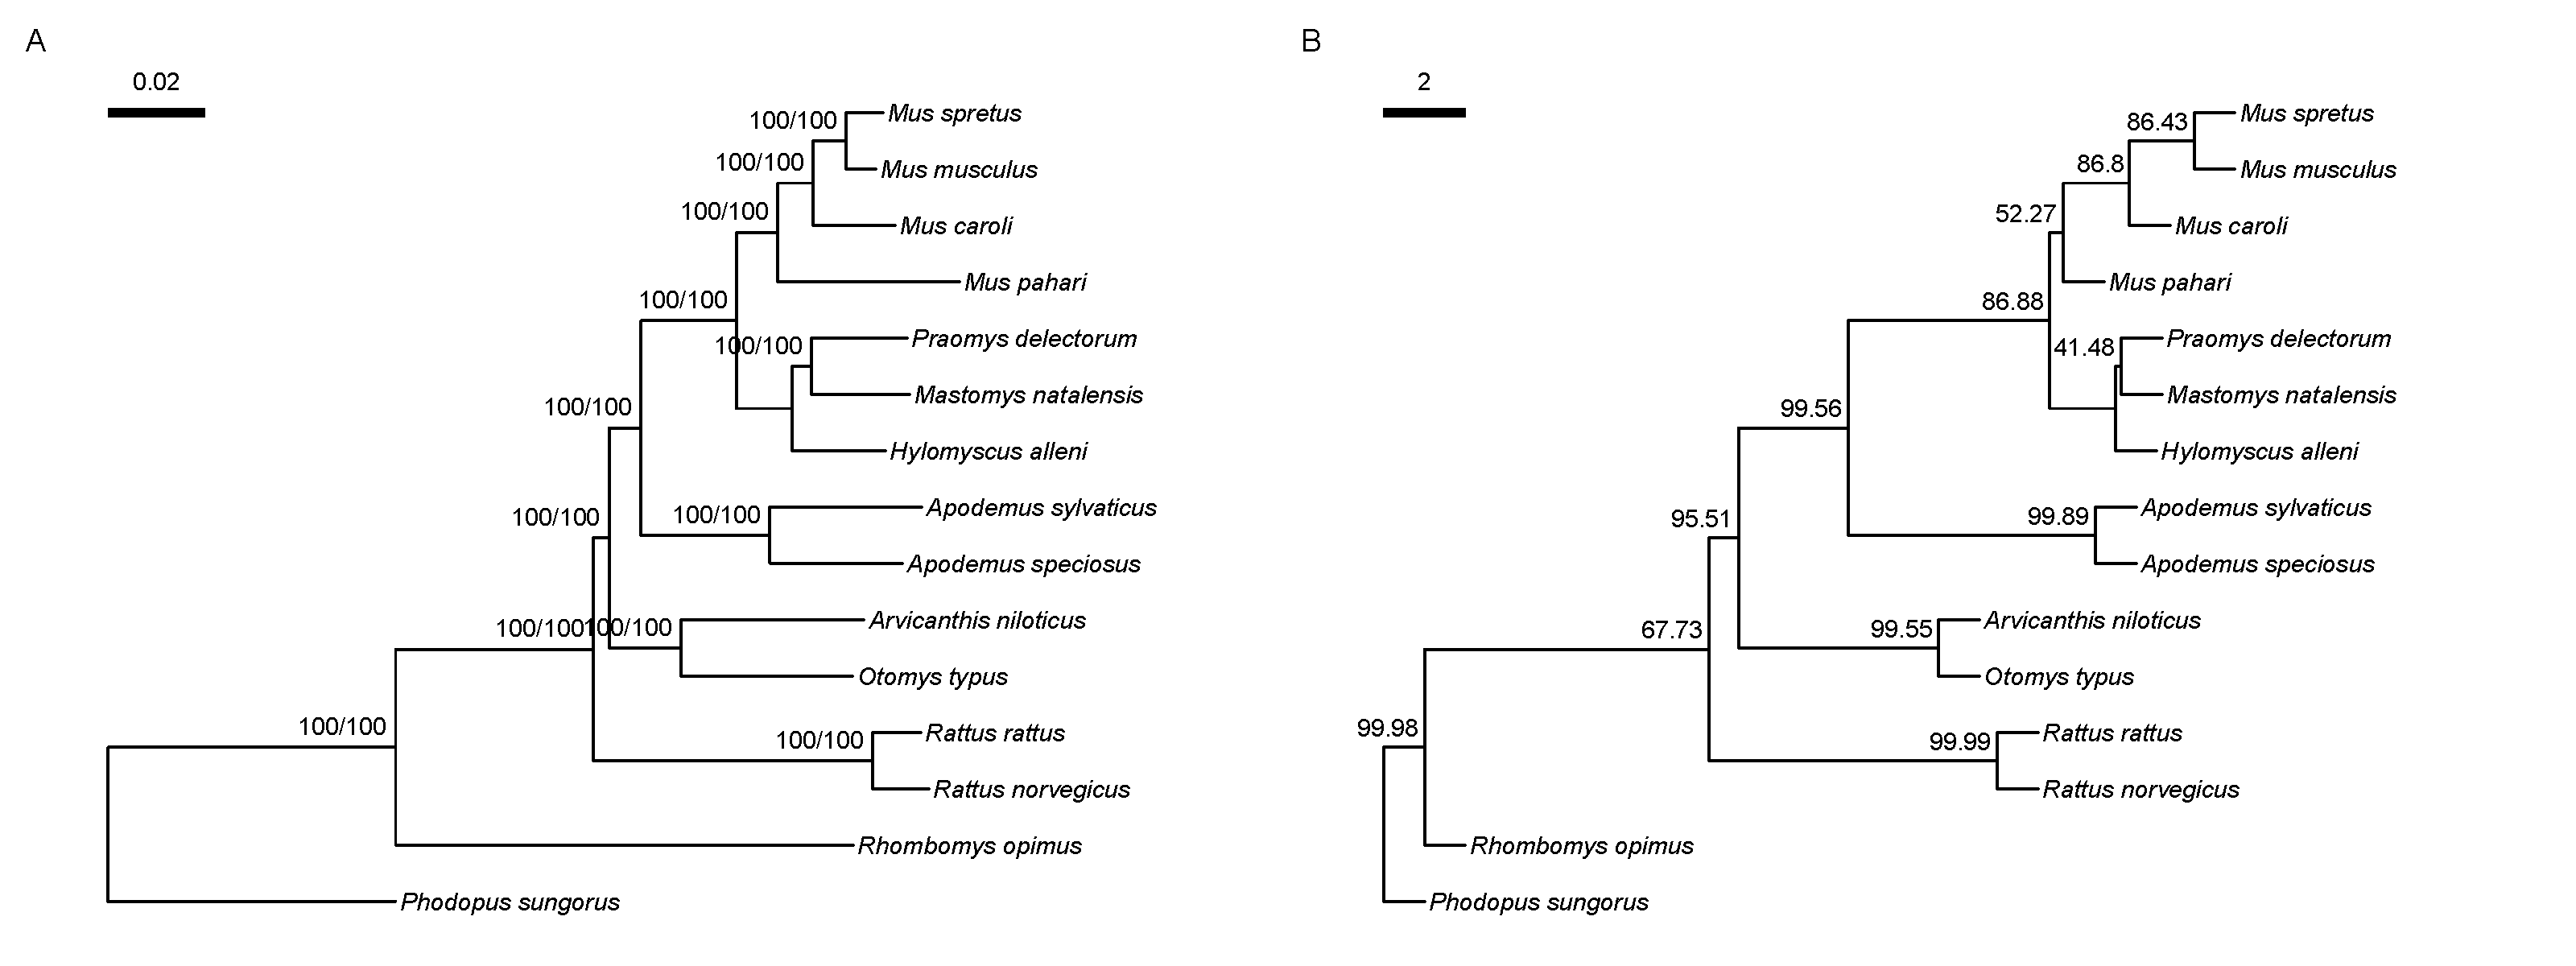 A
0.02
100/100
Mus spretus
100/100
Mus musculus
100/100
Mus caroli
Mus pahari
100/100
100/100
Praomys delectorum
Mastomys natalensis
100/100
Hylomyscus alleni
100/100
Apodemus sylvaticus
100/100
Apodemus speciosus
100/100
100/100
Arvicanthis niloticus
Otomys typus
100/100
100/100
Rattus rattus
Rattus norvegicus
Rhombomys opimus
Phodopus sungorus
B
2
86.43
Mus spretus
86.8
Mus musculus
52.27
Mus caroli
Mus pahari
86.88
41.48
Praomys delectorum
Mastomys natalensis
99.56
Hylomyscus alleni
99.89
Apodemus sylvaticus
95.51
Apodemus speciosus
67.73
99.55
Arvicanthis niloticus
Otomys typus
99.98
99.99
Rattus rattus
Rattus norvegicus
Rhombomys opimus
Phodopus sungorus